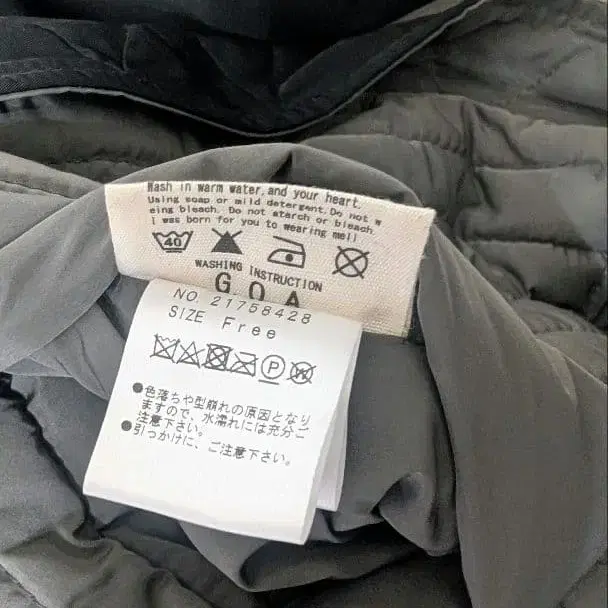 Wash in warm water,and your heart.
Using soap or mild detergent.Do not w
eing bleach. Do not starch or bleach.
i was born for you to wearing mell
40
WASHING INSTRUCTION
GOA
NO. 21758428
SIZE Free
P
W
●色落ちや型崩れの原因となり
ますので、水濡れには充分ご
注意下さい。
●引っかけに、ご注意下さい。